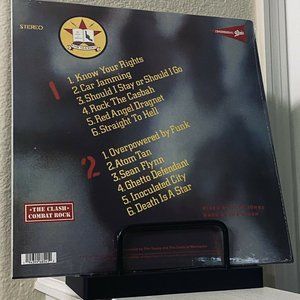 STEREO
1
1. Know Your Rights
2. Car Jamming
3. Should I Stay or Should I Go
4. Rock The Casbah
5. Red Angel Dragnet
6. Straight To Hell
2
1. Overpowered by Funk
2. Atom Tan
3. Sean Flynn
4. Ghetto Defendant
5. Inoculated City
6. Death Is A Star
★THE CLASH★
COMBAT ROCK